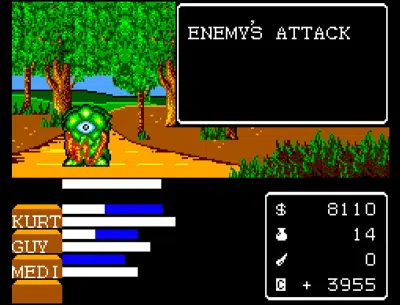 ENEMY'S ATTACK
KURT
GUY
MEDI
$ 8110
14
0
C + 3955